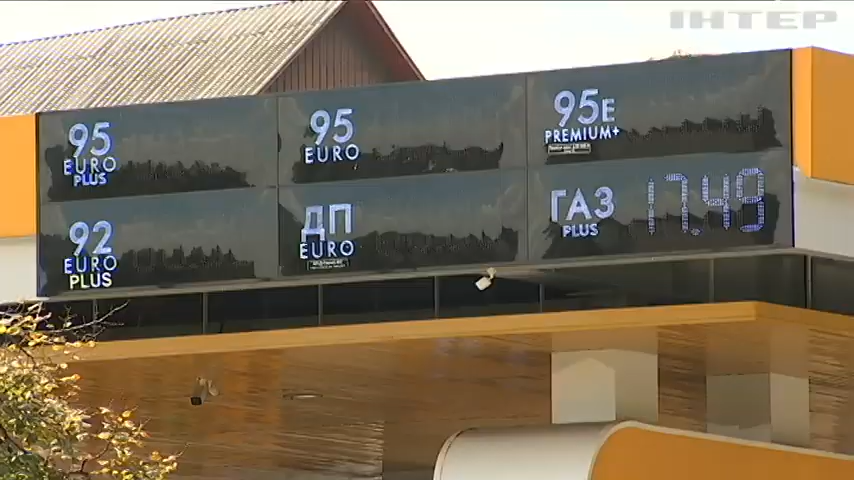 ІНТЕР
95
EURO
PLUS
95
EURO
95E
PREMIUM+
92
EURO
PLUS
ДП
EURO
ГАЗ
PLUS
17.49